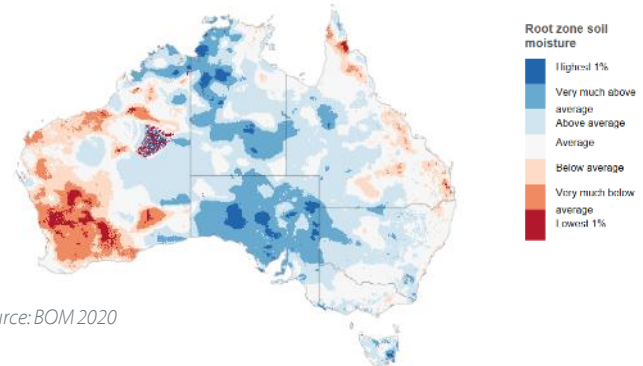 Root zone soil
moisture
Highest 1%
Very much above
average
Above average
Average
Below average
Very much below
average
Lowest 1%
urce: BOM 2020